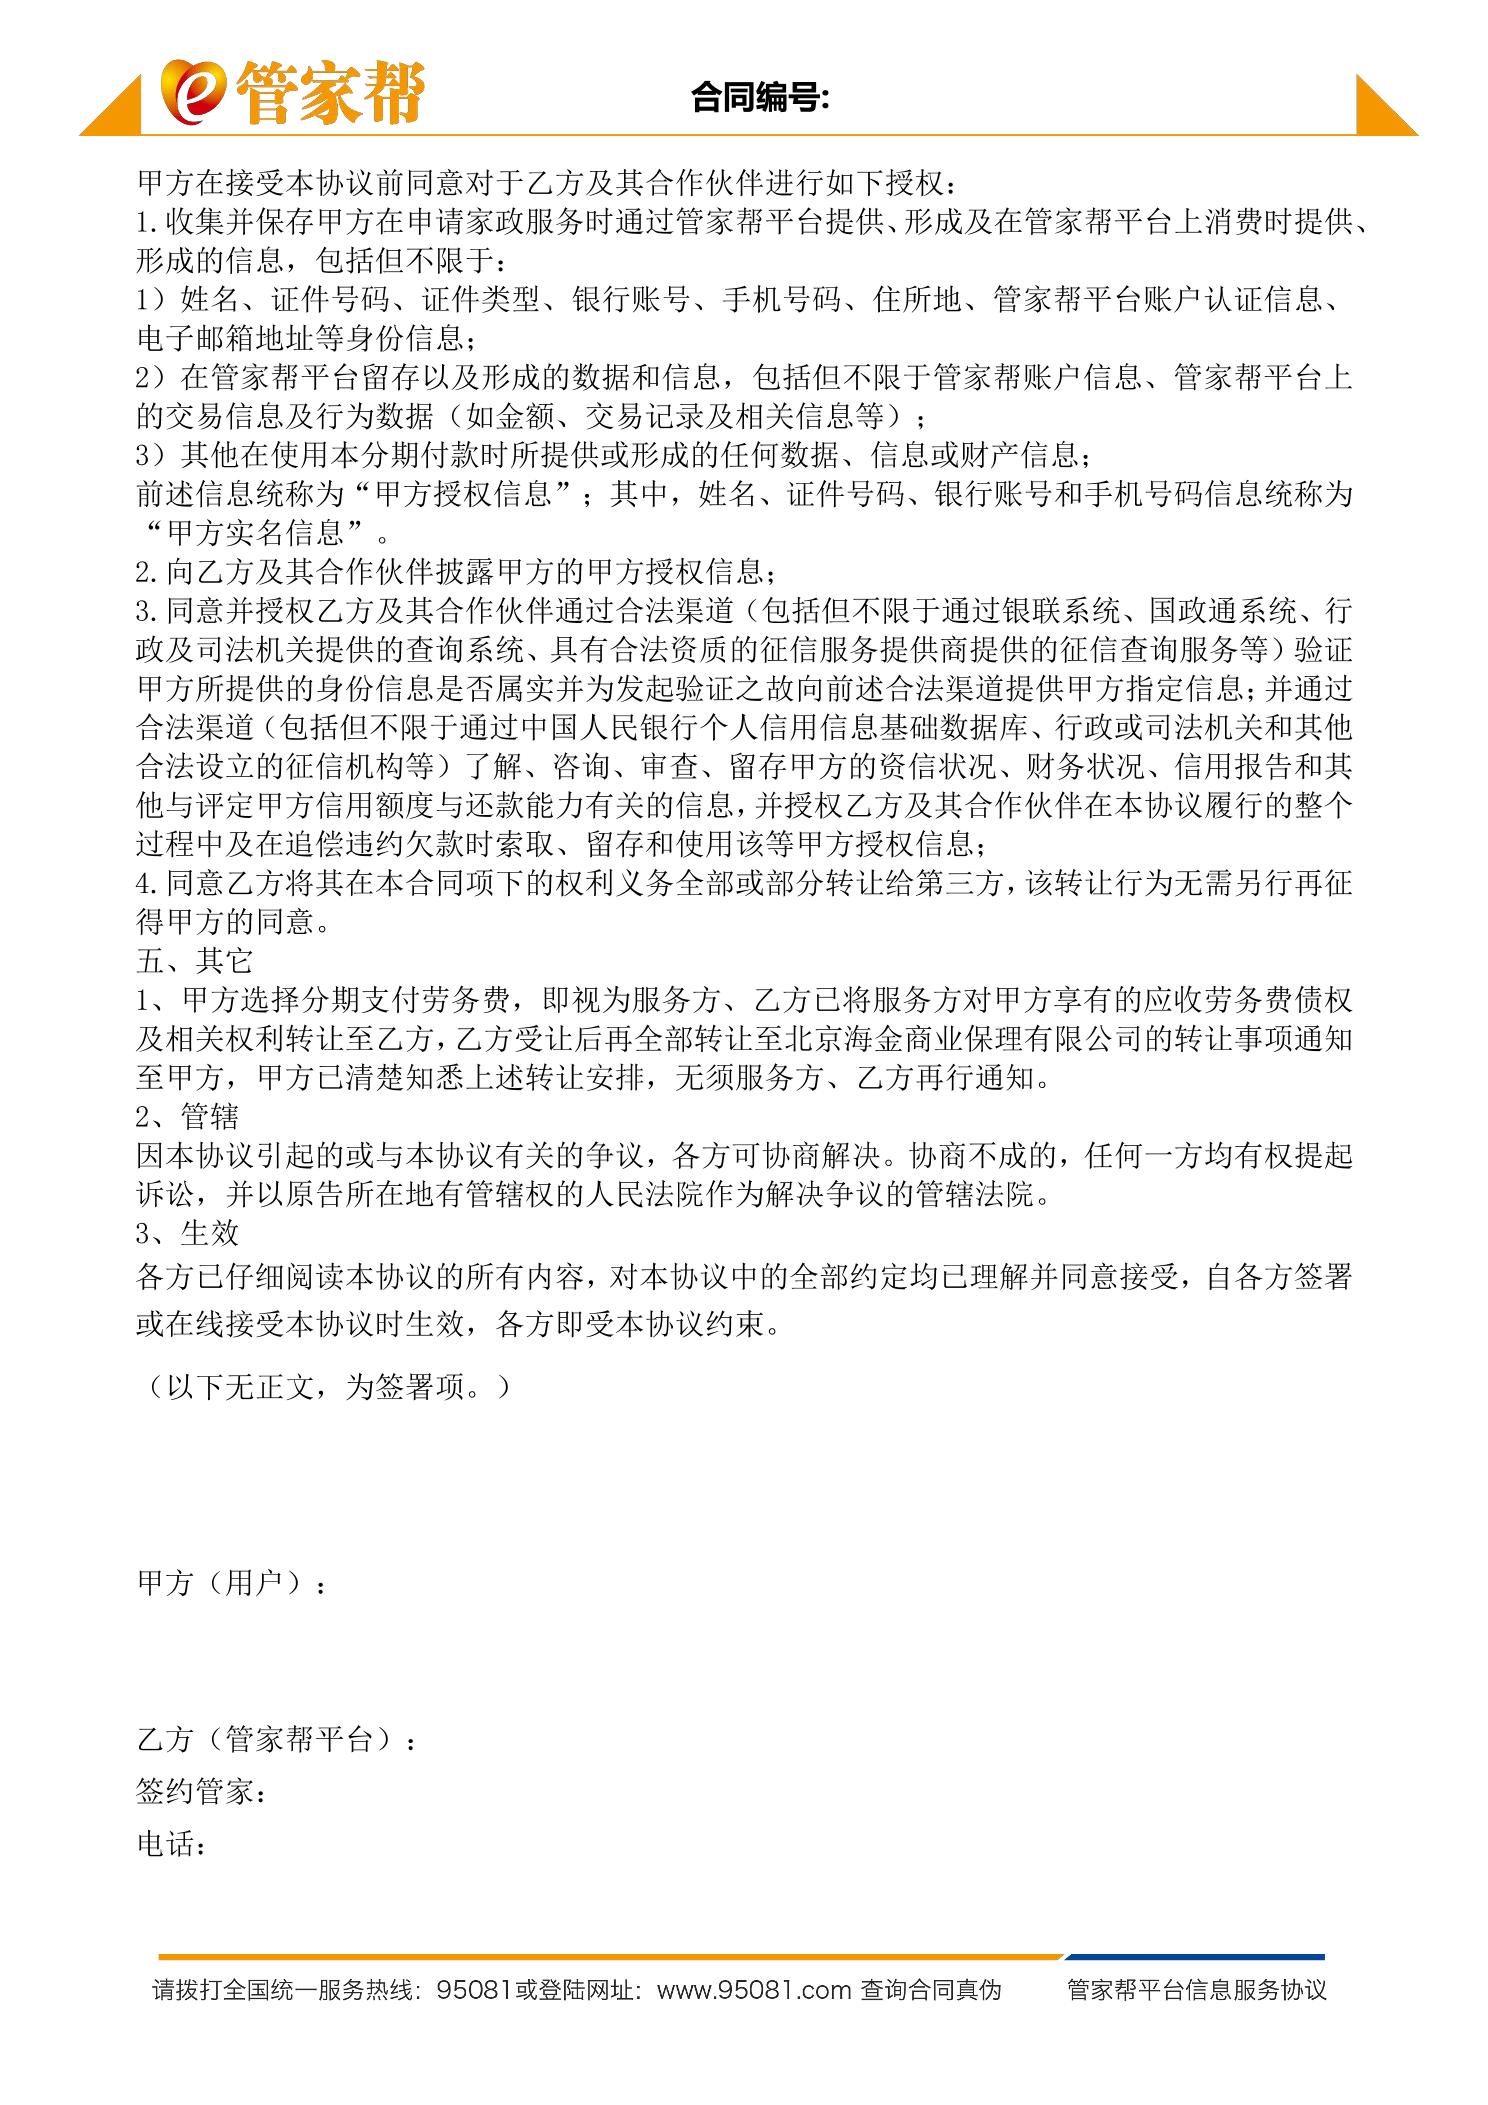 管家帮
合同编号:
甲方在接受本协议前同意对于乙方及其合作伙伴进行如下授权：
1.收集并保存甲方在申请家政服务时通过管家帮平台提供、形成及在管家帮平台上消费时提供、
形成的信息，包括但不限于：
1）姓名、证件号码、证件类型、银行账号、手机号码、住所地、管家帮平台账户认证信息、
电子邮箱地址等身份信息；
2）在管家帮平台留存以及形成的数据和信息，包括但不限于管家帮账户信息、管家帮平台上
的交易信息及行为数据（如金额、交易记录及相关信息等）；
3）其他在使用本分期付款时所提供或形成的任何数据、信息或财产信息；
前述信息统称为“甲方授权信息”；其中，姓名、证件号码、银行账号和手机号码信息统称为
“甲方实名信息”。
2.向乙方及其合作伙伴披露甲方的甲方授权信息；
3.同意并授权乙方及其合作伙伴通过合法渠道（包括但不限于通过银联系统、国政通系统、行
政及司法机关提供的查询系统、具有合法资质的征信服务提供商提供的征信查询服务等）验证
甲方所提供的身份信息是否属实并为发起验证之故向前述合法渠道提供甲方指定信息；并通过
合法渠道（包括但不限于通过中国人民银行个人信用信息基础数据库、行政或司法机关和其他
合法设立的征信机构等）了解、咨询、审查、留存甲方的资信状况、财务状况、信用报告和其
他与评定甲方信用额度与还款能力有关的信息，并授权乙方及其合作伙伴在本协议履行的整个
过程中及在追偿违约欠款时索取、留存和使用该等甲方授权信息；
4.同意乙方将其在本合同项下的权利义务全部或部分转让给第三方，该转让行为无需另行再征
得甲方的同意。
五、其它
1、甲方选择分期支付劳务费，即视为服务方、乙方已将服务方对甲方享有的应收劳务费债权
及相关权利转让至乙方，乙方受让后再全部转让至北京海金商业保理有限公司的转让事项通知
至甲方，甲方已清楚知悉上述转让安排，无须服务方、乙方再行通知。
2、管辖
因本协议引起的或与本协议有关的争议，各方可协商解决。协商不成的，任何一方均有权提起
诉讼，并以原告所在地有管辖权的人民法院作为解决争议的管辖法院。
3、生效
各方已仔细阅读本协议的所有内容，对本协议中的全部约定均已理解并同意接受，自各方签署
或在线接受本协议时生效，各方即受本协议约束。
（以下无正文，为签署项。）
甲方（用户）：
乙方（管家帮平台）：
签约管家：
电话：
请拨打全国统一服务热线：95081或登陆网址：www.95081.com 查询合同真伪 管家帮平台信息服务协议